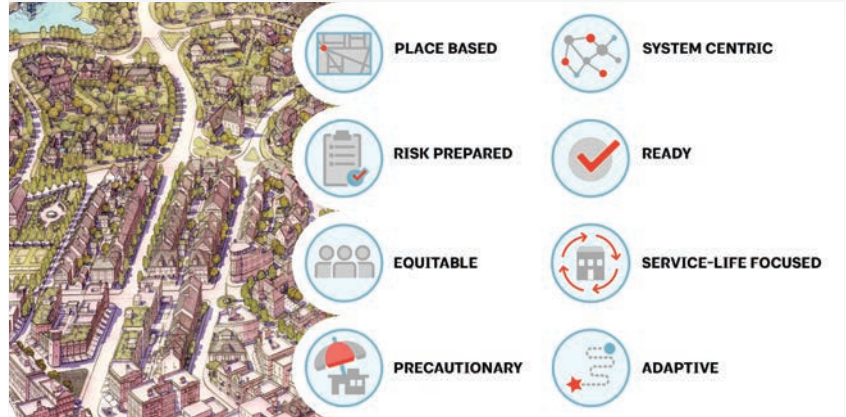 PLACE BASED
SYSTEM CENTRIC
RISK PREPARED
READY
EQUITABLE
SERVICE-LIFE FOCUSED
PRECAUTIONARY
ADAPTIVE